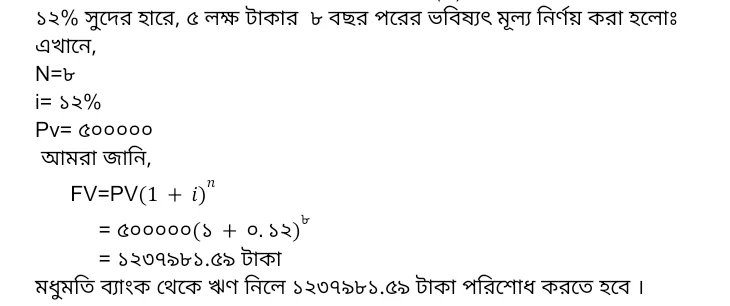 ১২% সুদের হারে, ৫ লক্ষ টাকার ৮ বছর পরের ভবিষ্যৎ মূল্য নির্ণয় করা হলোঃ
এখানে,
N=৮
i= ১২%
Pv= ৫০০০০০
আমরা জানি,
FV=PV(1 + i)ⁿ
= ৫০০০০০(১ + ০.১২)^৮
= ১২৩৭৯৮১.৫৯ টাকা
মধুমতি ব্যাংক থেকে ঋণ নিলে ১২৩৭৯৮১.৫৯ টাকা পরিশোধ করতে হবে ।